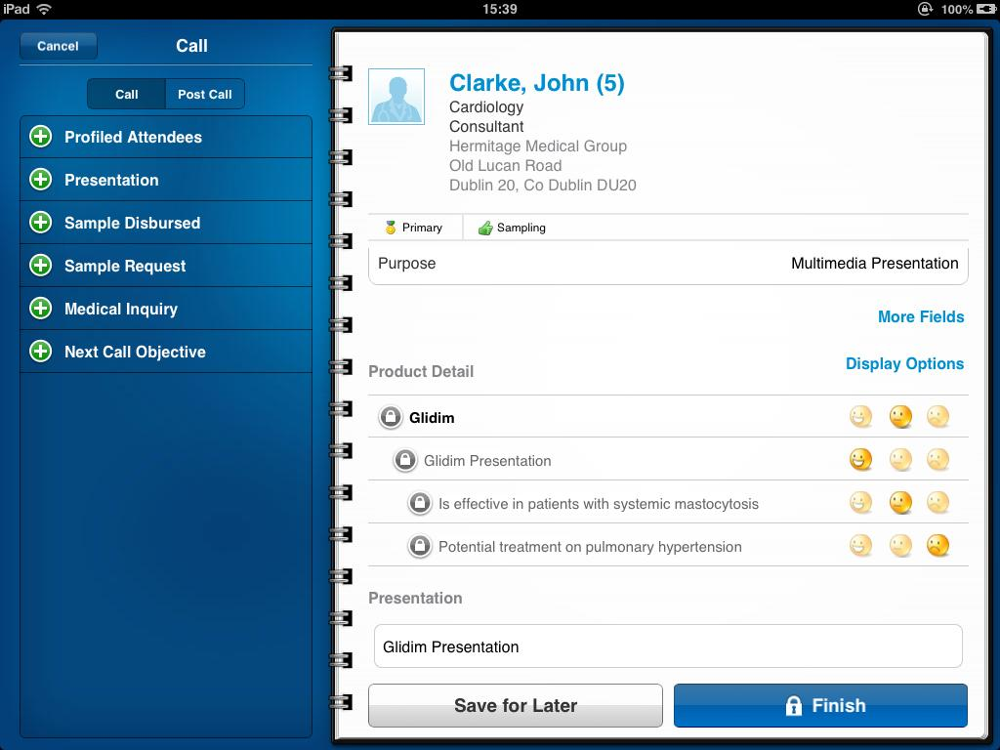 iPad 15:39 100%
Cancel
Call
Call
Post Call
Profiled Attendees
Presentation
Sample Disbursed
Sample Request
Medical Inquiry
Next Call Objective
Clarke, John (5)
Cardiology
Consultant
Hermitage Medical Group
Old Lucan Road
Dublin 20, Co Dublin DU20
Primary
Sampling
Purpose
Multimedia Presentation
More Fields
Product Detail
Display Options
Glidim
Glidim Presentation
Is effective in patients with systemic mastocytosis
Potential treatment on pulmonary hypertension
Presentation
Glidim Presentation
Save for Later
Finish